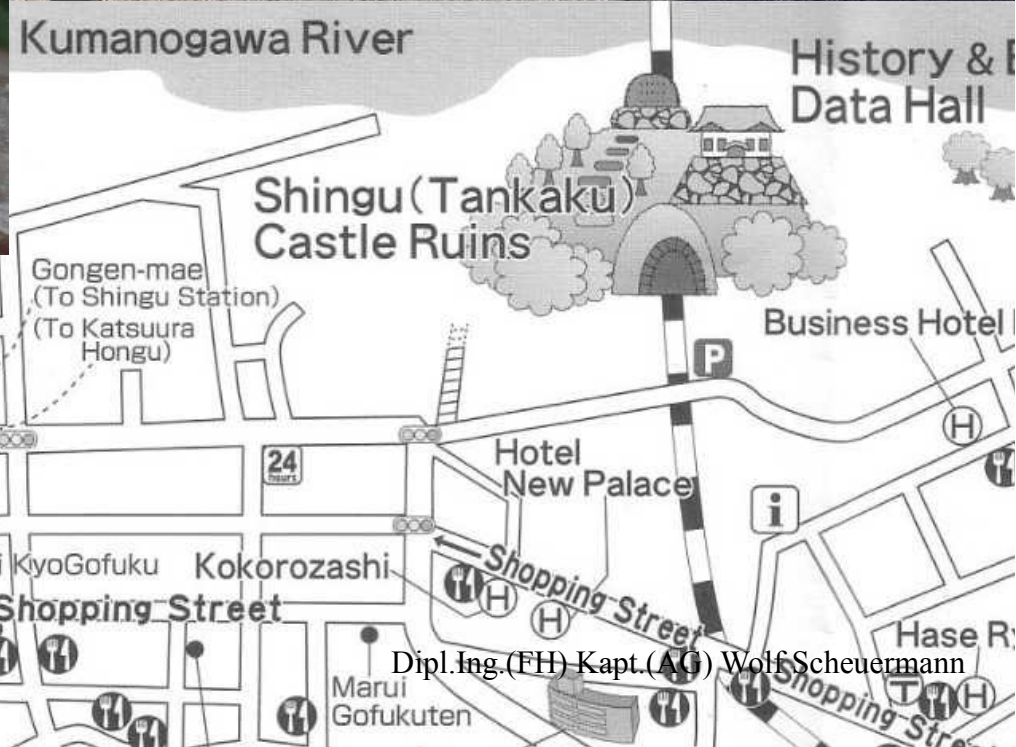 Kumanogawa River
History &
Data Hall
Shingu (Tankaku)
Castle Ruins
Gongen-mae
(To Shingu Station)
(To Katsuura
Hongu)
Business Hotel
P
H
Hotel
New Palace
24
hours
i
KyoGofuku
Kokorozashi
Shopping Street
H
H
Shopping Street
Hase
Dipl.Ing.(FH) Kapt.(AG) Wolf Scheuermann
Marui
Gofukuten
Shopping
〒
H